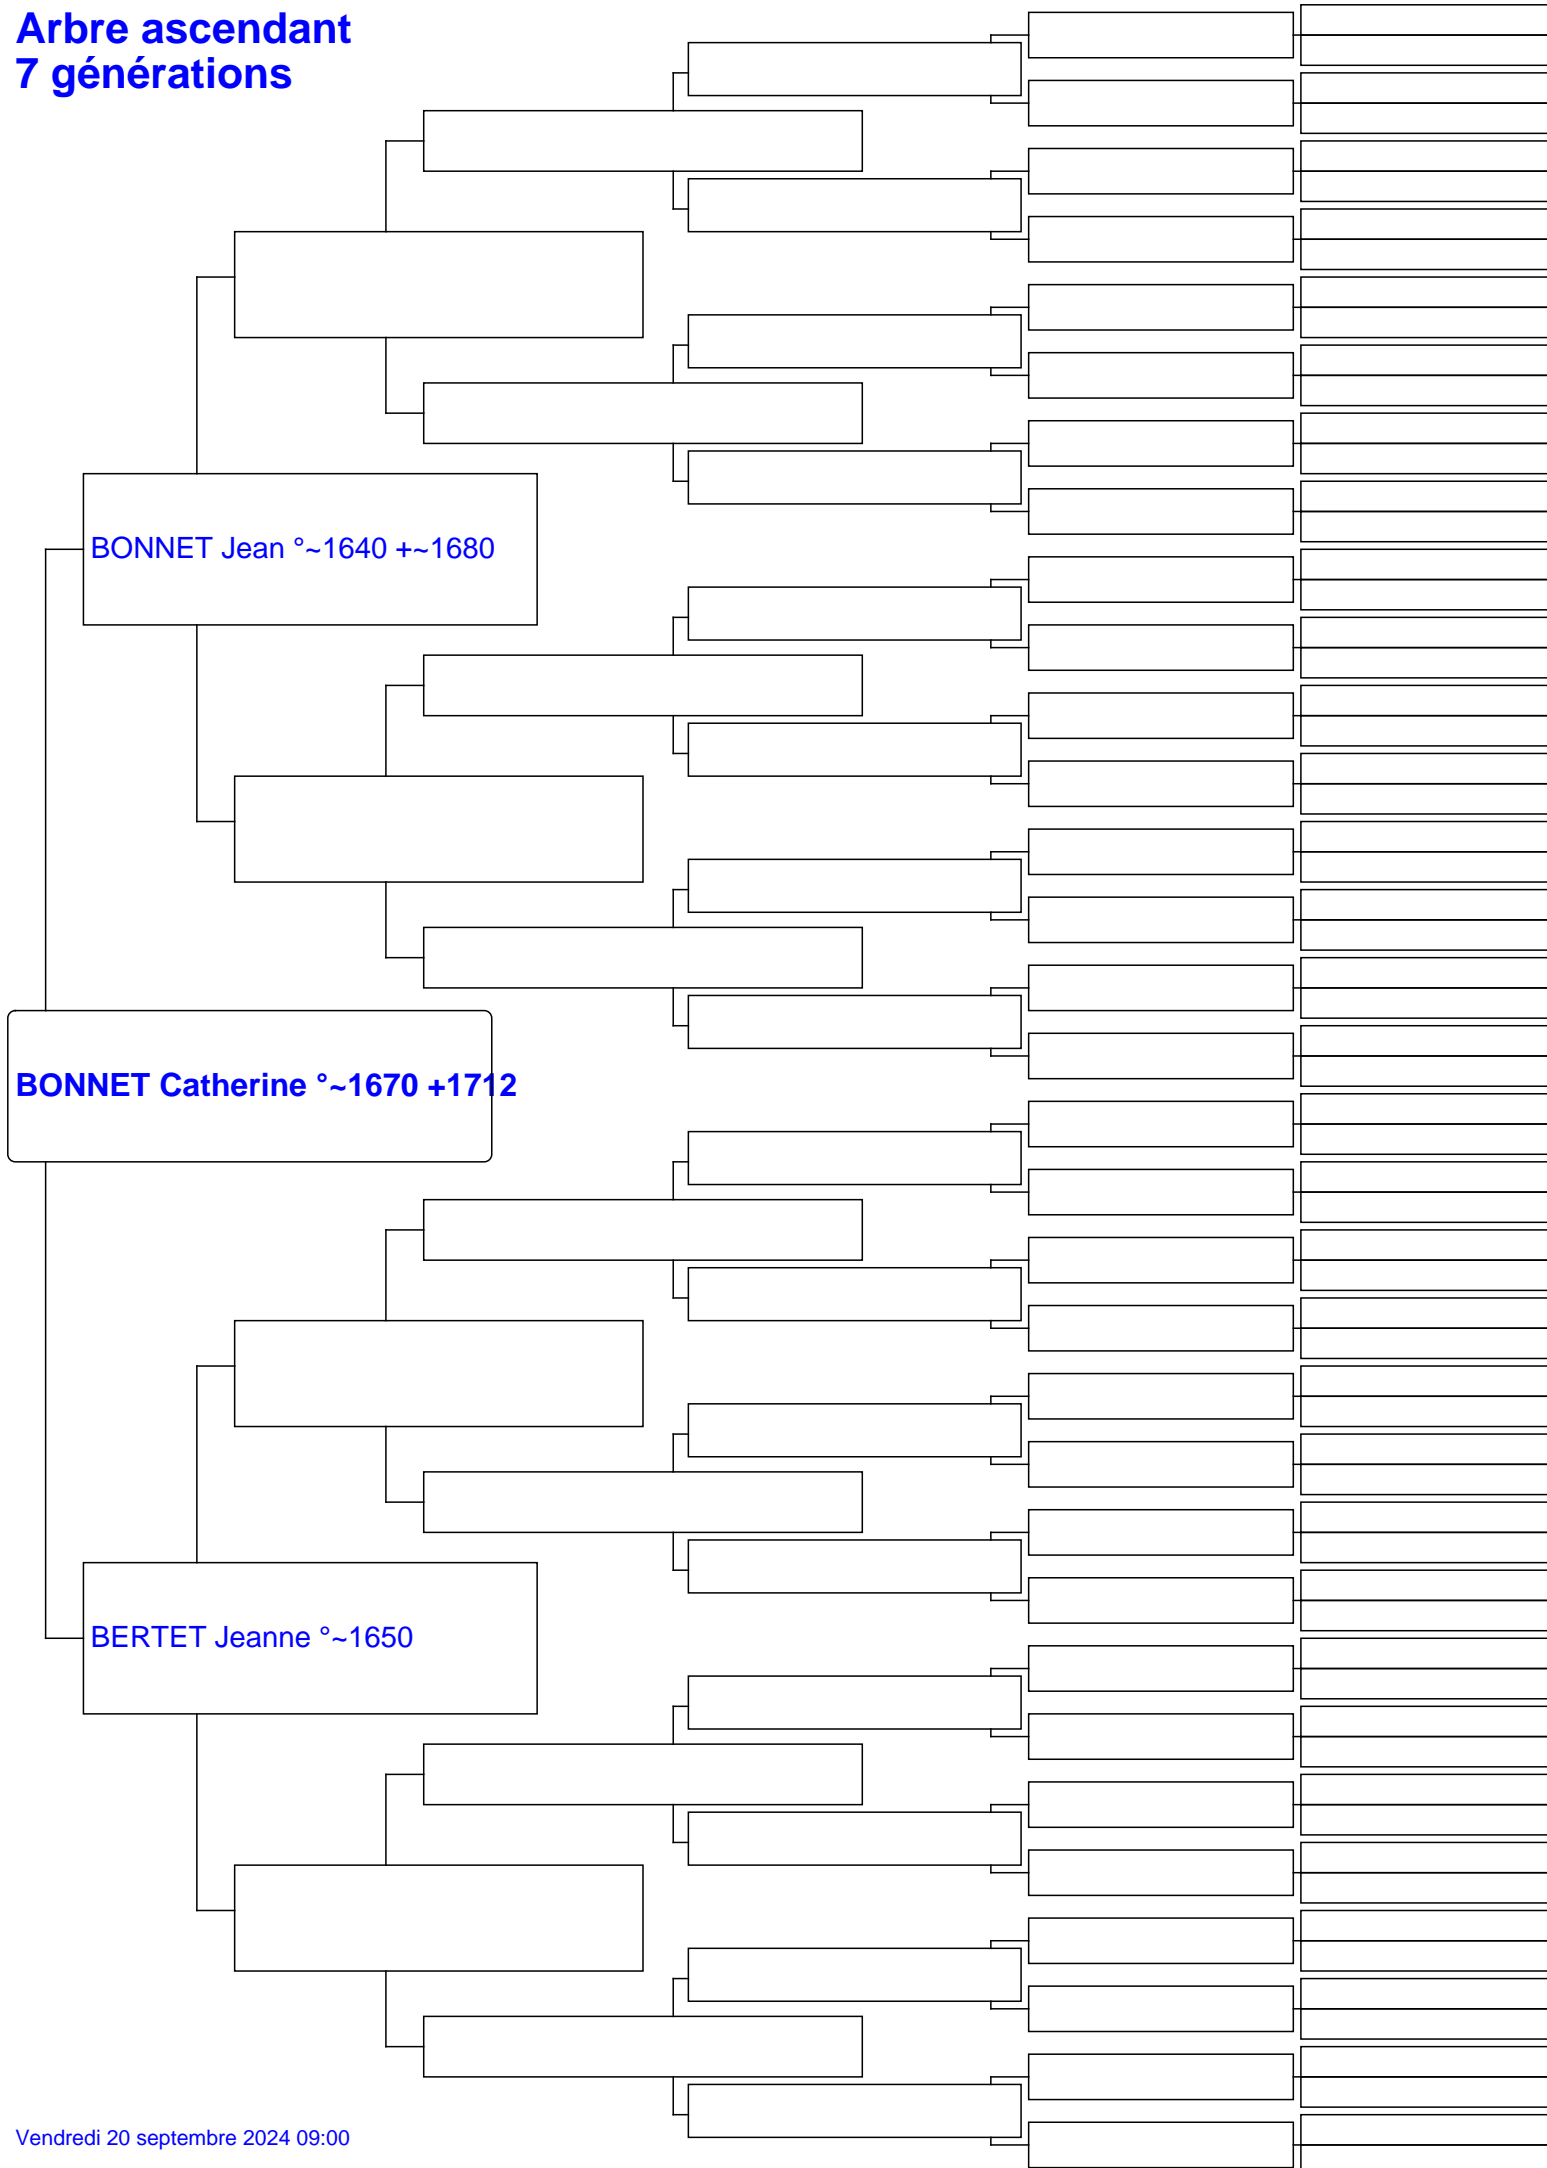 Arbre ascendant
7 générations
BONNET Jean °~1640 +~1680
BONNET Catherine °~1670 +1712
BERTET Jeanne °~1650
Vendredi 20 septembre 2024 09:00